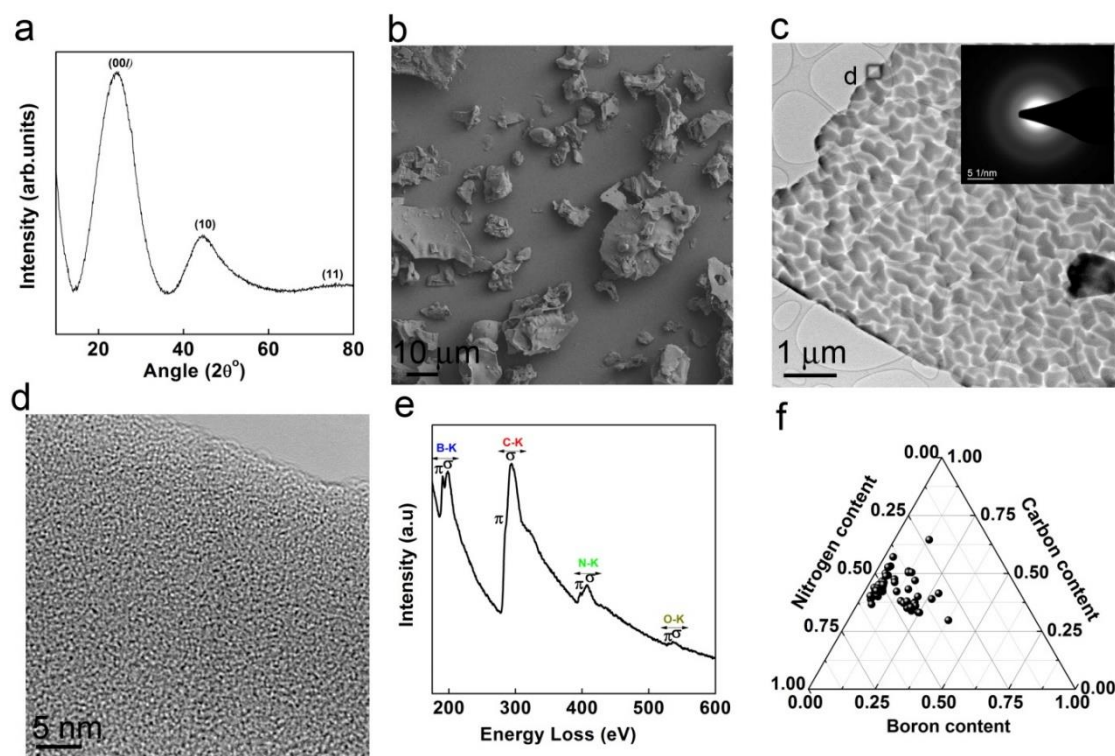 a
(00l)
(10)
(11)
Intensity (arb.units)
20 40 60 80
Angle (2θ°)
b
10 μm
c
d
5 1/nm
1 μm
d
5 nm
e
B-K
π σ
C-K
σ
π
N-K
π σ
O-K
π σ
Intensity (a.u)
200 300 400 500 600
Energy Loss (eV)
f
0.00 1.00
0.25 0.75
0.50 0.50
0.75 0.25
1.00 0.00
Nitrogen content
Carbon content
0.00 0.25 0.50 0.75 1.00
Boron content